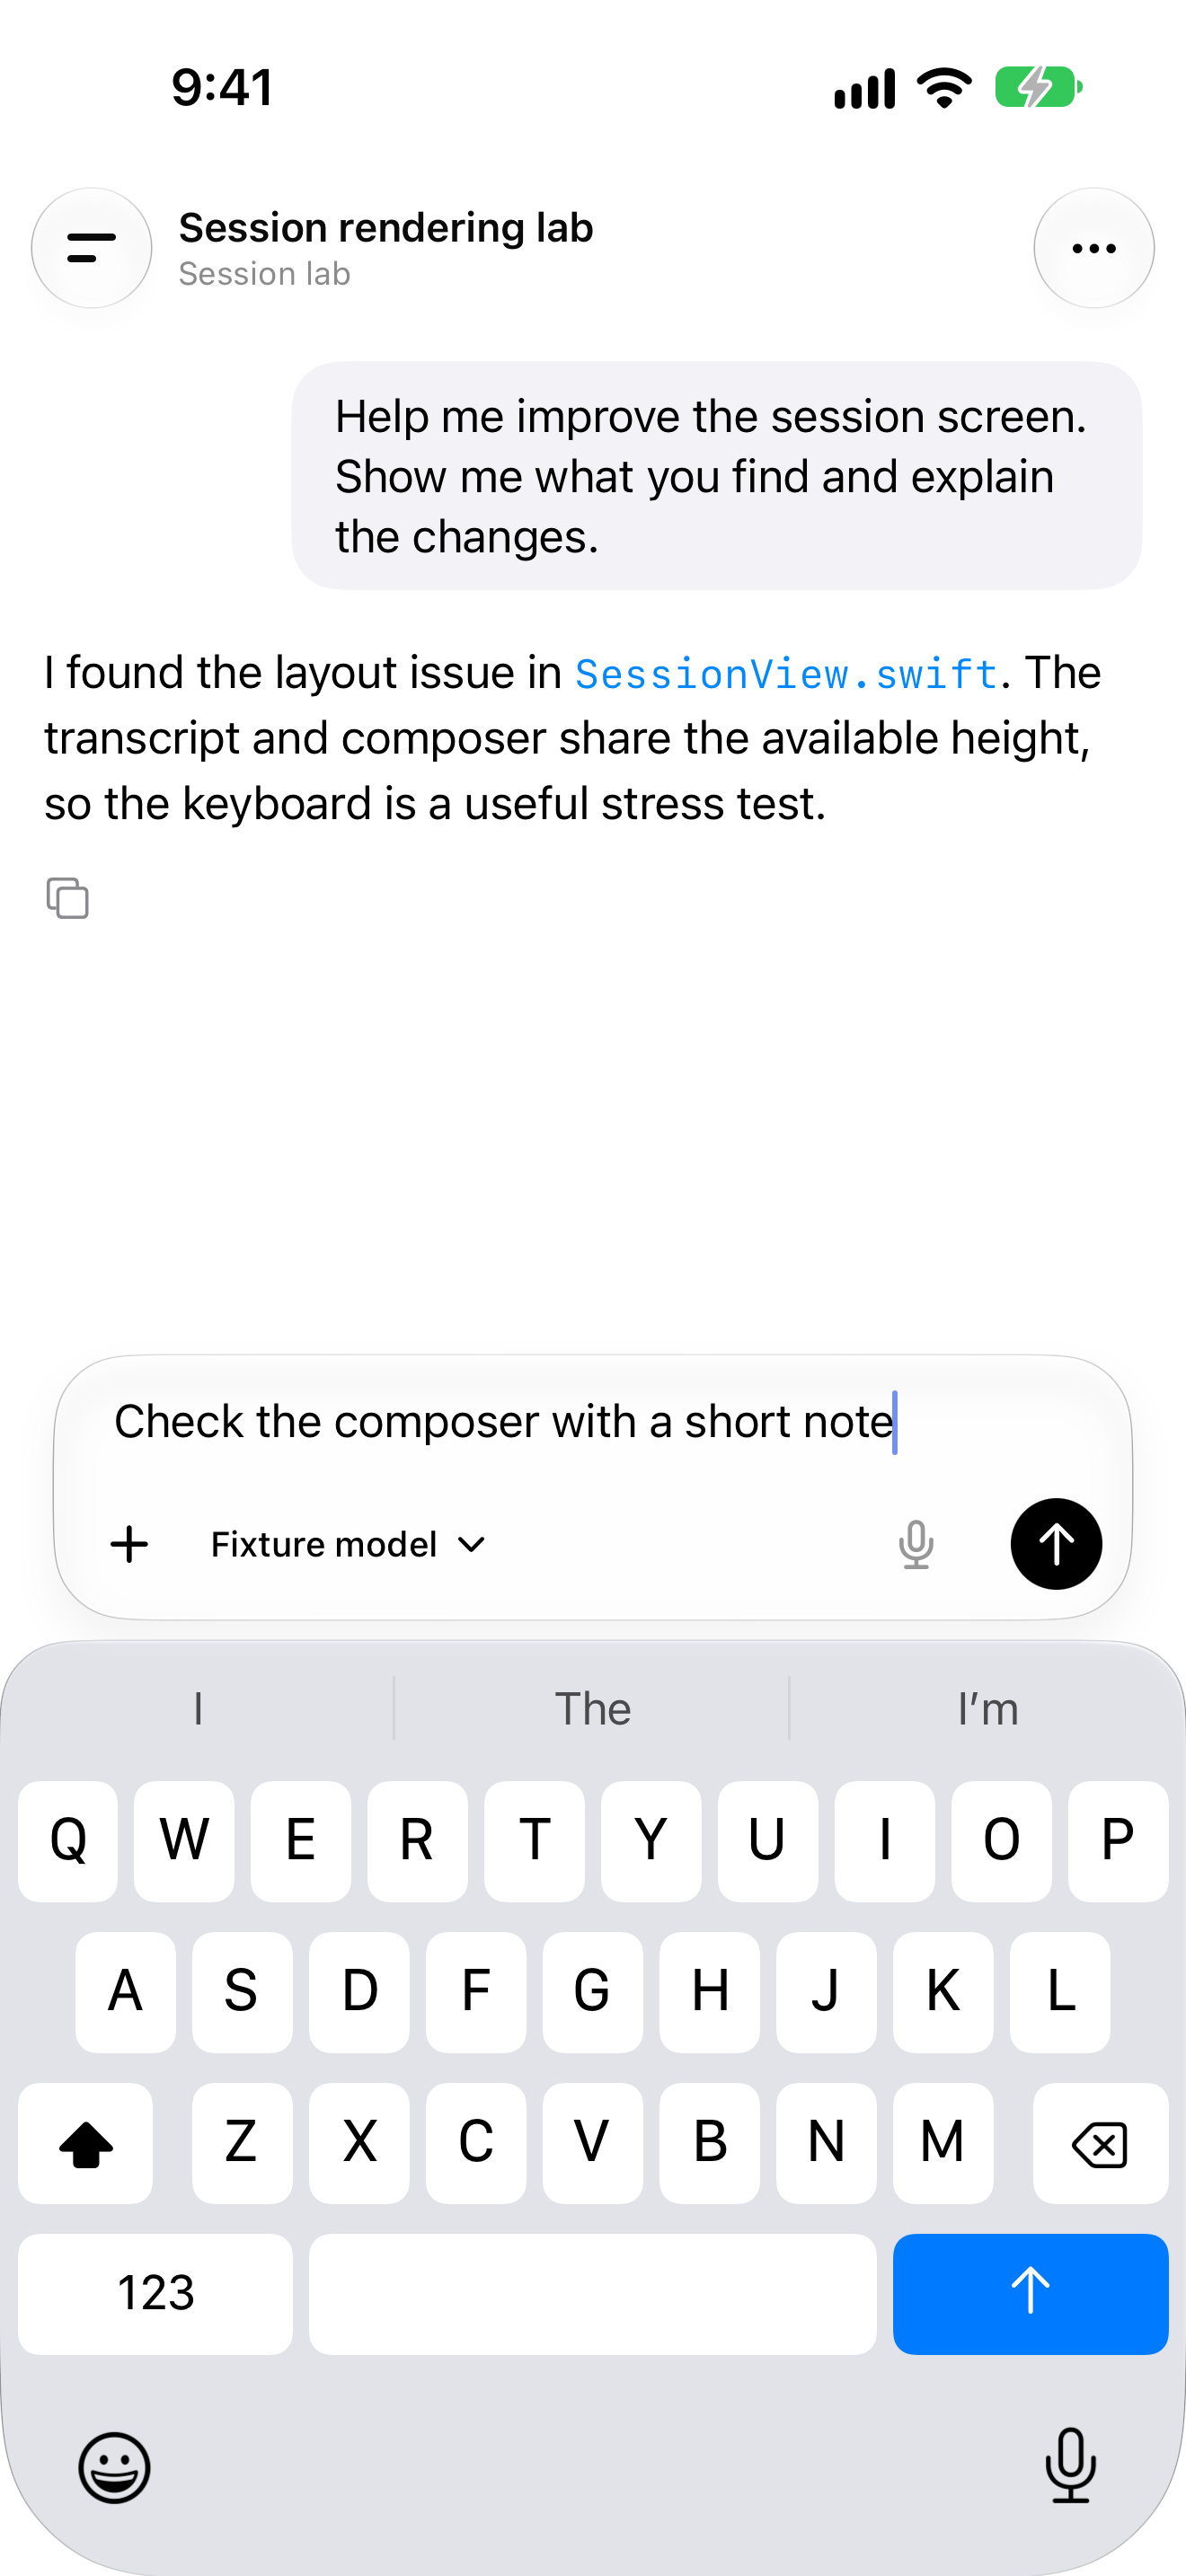 9:41
Session rendering lab
Session lab
Help me improve the session screen.
Show me what you find and explain
the changes.
I found the layout issue in SessionView.swift. The
transcript and composer share the available height,
so the keyboard is a useful stress test.
Check the composer with a short note
Fixture model
I The I’m
Q W E R T Y U I O P
A S D F G H J K L
Z X C V B N M
123